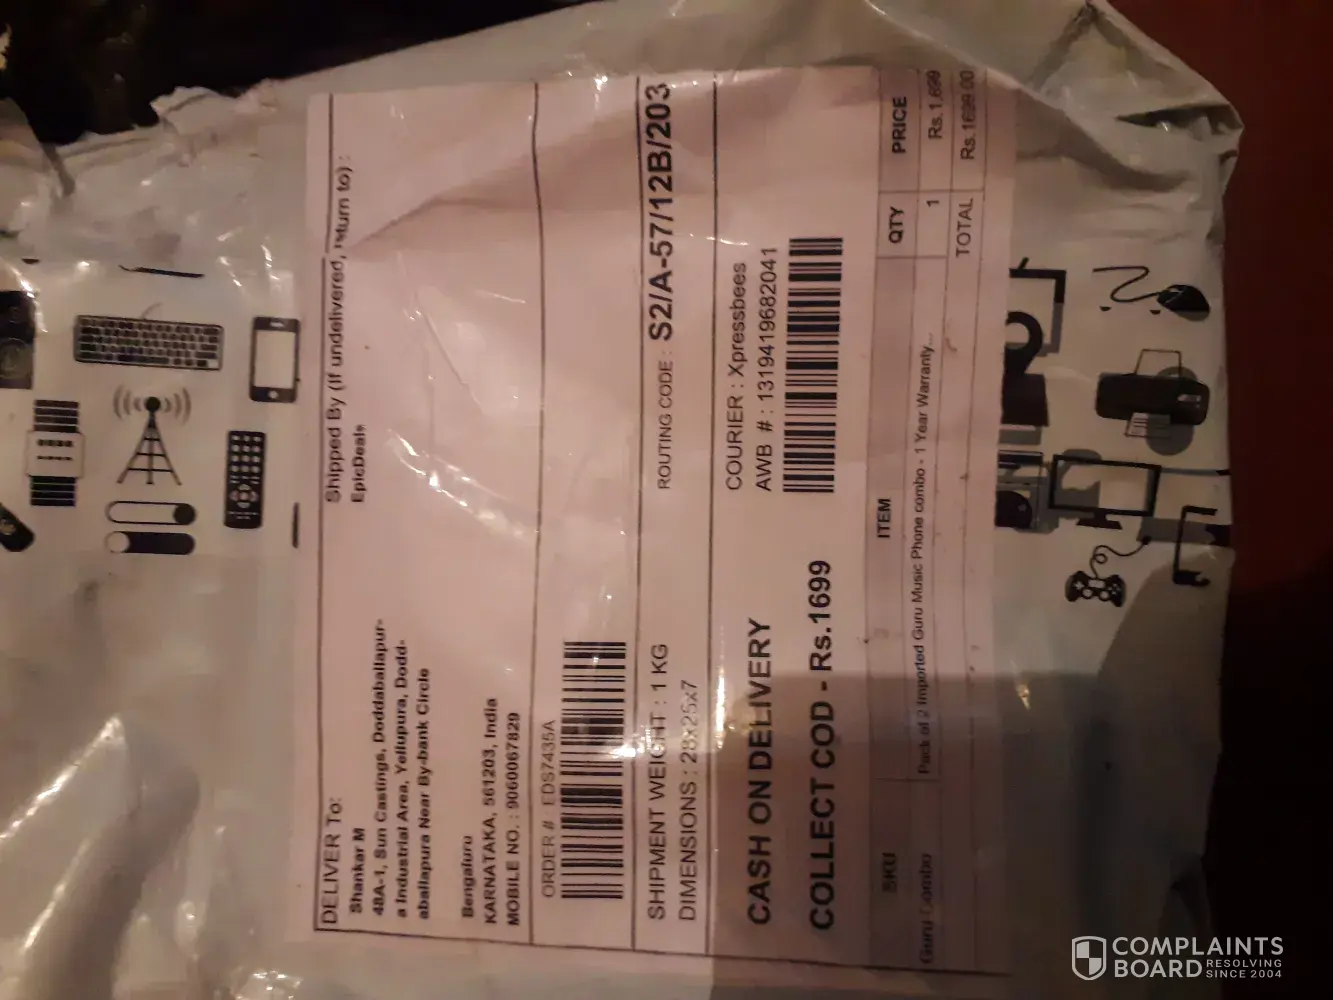 DELIVER To:
Shankar M
48A-1, Sun Castings, Doddaballapur-
a Industrial Area, Yellupura, Dodd-
aballapura Near By-bank Circle
Bengaluru
KARNATAKA, 561203, India
MOBILE NO.: 9060067829
Shipped By (If undelivered, return to) :
EpicDeals
ORDER # : EDS7435A
SHIPMENT WEIGHT : 1 KG
DIMENSIONS : 28x25x7
ROUTING CODE : S2/A-57/12B/203
CASH ON DELIVERY
COLLECT COD - Rs.1699
COURIER : Xpressbees
AWB # : 1319419682041
SKU ITEM QTY PRICE
Guru Combo Pack of 2 Imported Guru Music Phone combo - 1 Year Warranty... 1 Rs.1,699
TOTAL Rs.1699.00
COMPLAINTS
BOARD RESOLVING
SINCE 2004